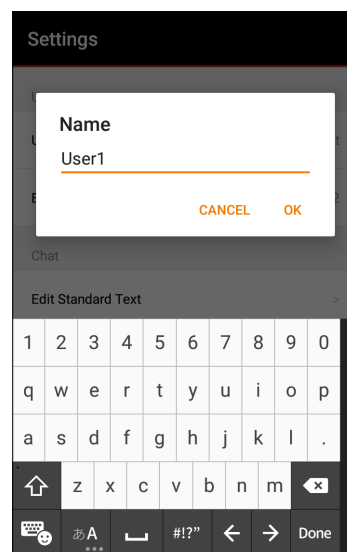 Settings
Name
User1
CANCEL OK
Chat
Edit Standard Text >
1 2 3 4 5 6 7 8 9 0
q w e r t y u i o p
a s d f g h j k l .
z x c v b n m
あA #!?” Done